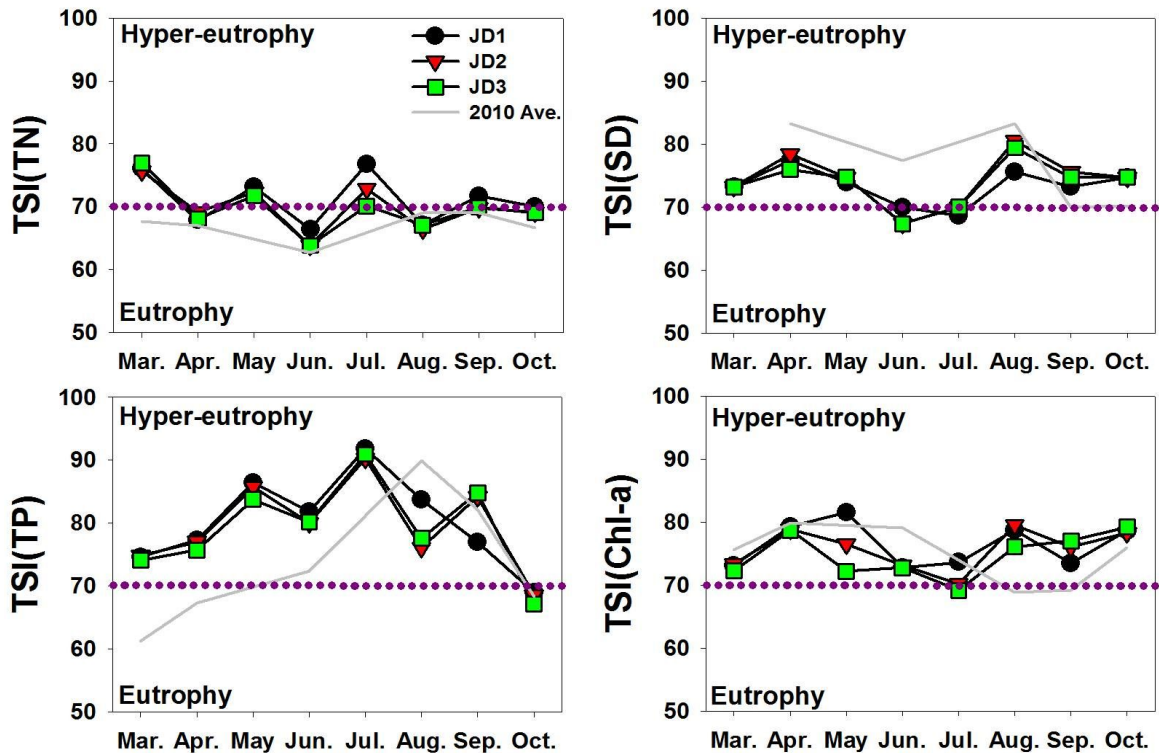 TSI(TN)
100
90
80
70
60
50
Hyper-eutrophy
JD1
JD2
JD3
2010 Ave.
Eutrophy
Mar. Apr. May Jun. Jul. Aug. Sep. Oct.
TSI(SD)
100
90
80
70
60
50
Hyper-eutrophy
Eutrophy
Mar. Apr. May Jun. Jul. Aug. Sep. Oct.
TSI(TP)
100
90
80
70
60
50
Hyper-eutrophy
Eutrophy
Mar. Apr. May Jun. Jul. Aug. Sep. Oct.
TSI(Chl-a)
100
90
80
70
60
50
Hyper-eutrophy
Eutrophy
Mar. Apr. May Jun. Jul. Aug. Sep. Oct.